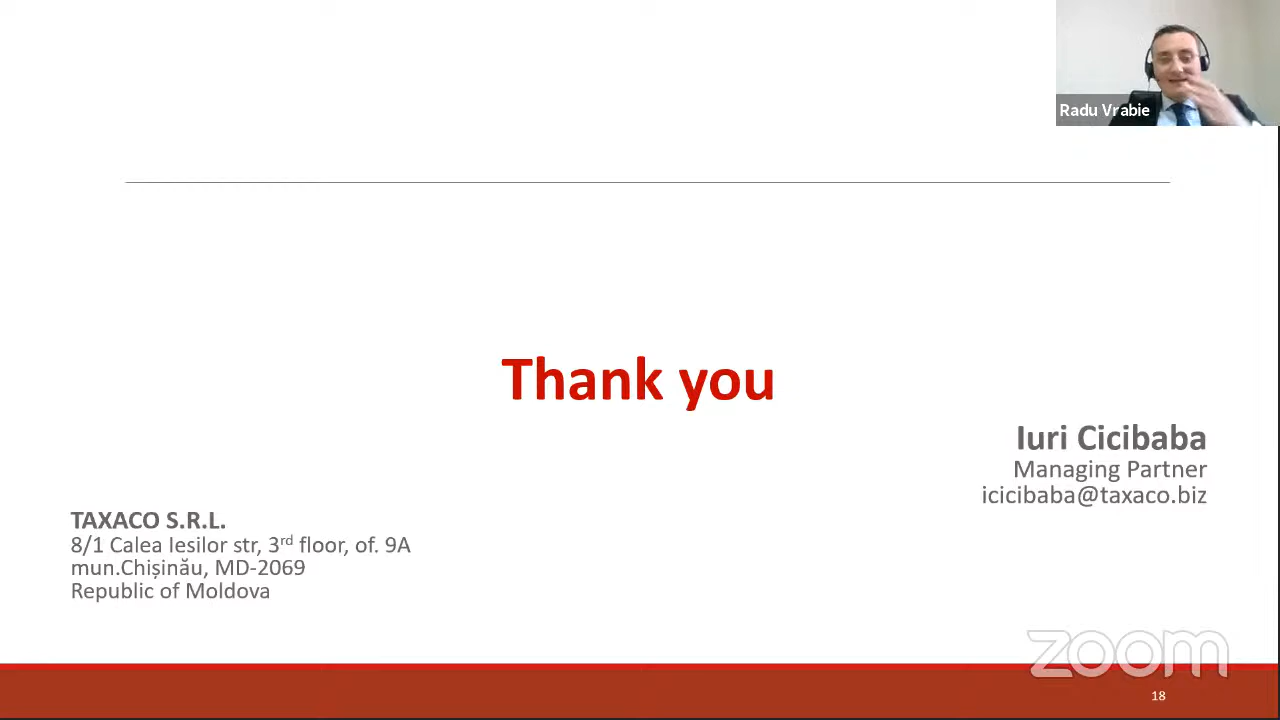 Radu Vrabie
Thank you
Iuri Cicibaba
Managing Partner
icicibaba@taxaco.biz
TAXACO S.R.L.
8/1 Calea Iesilor str, 3rd floor, of. 9A
mun.Chișinău, MD-2069
Republic of Moldova
zoom
18